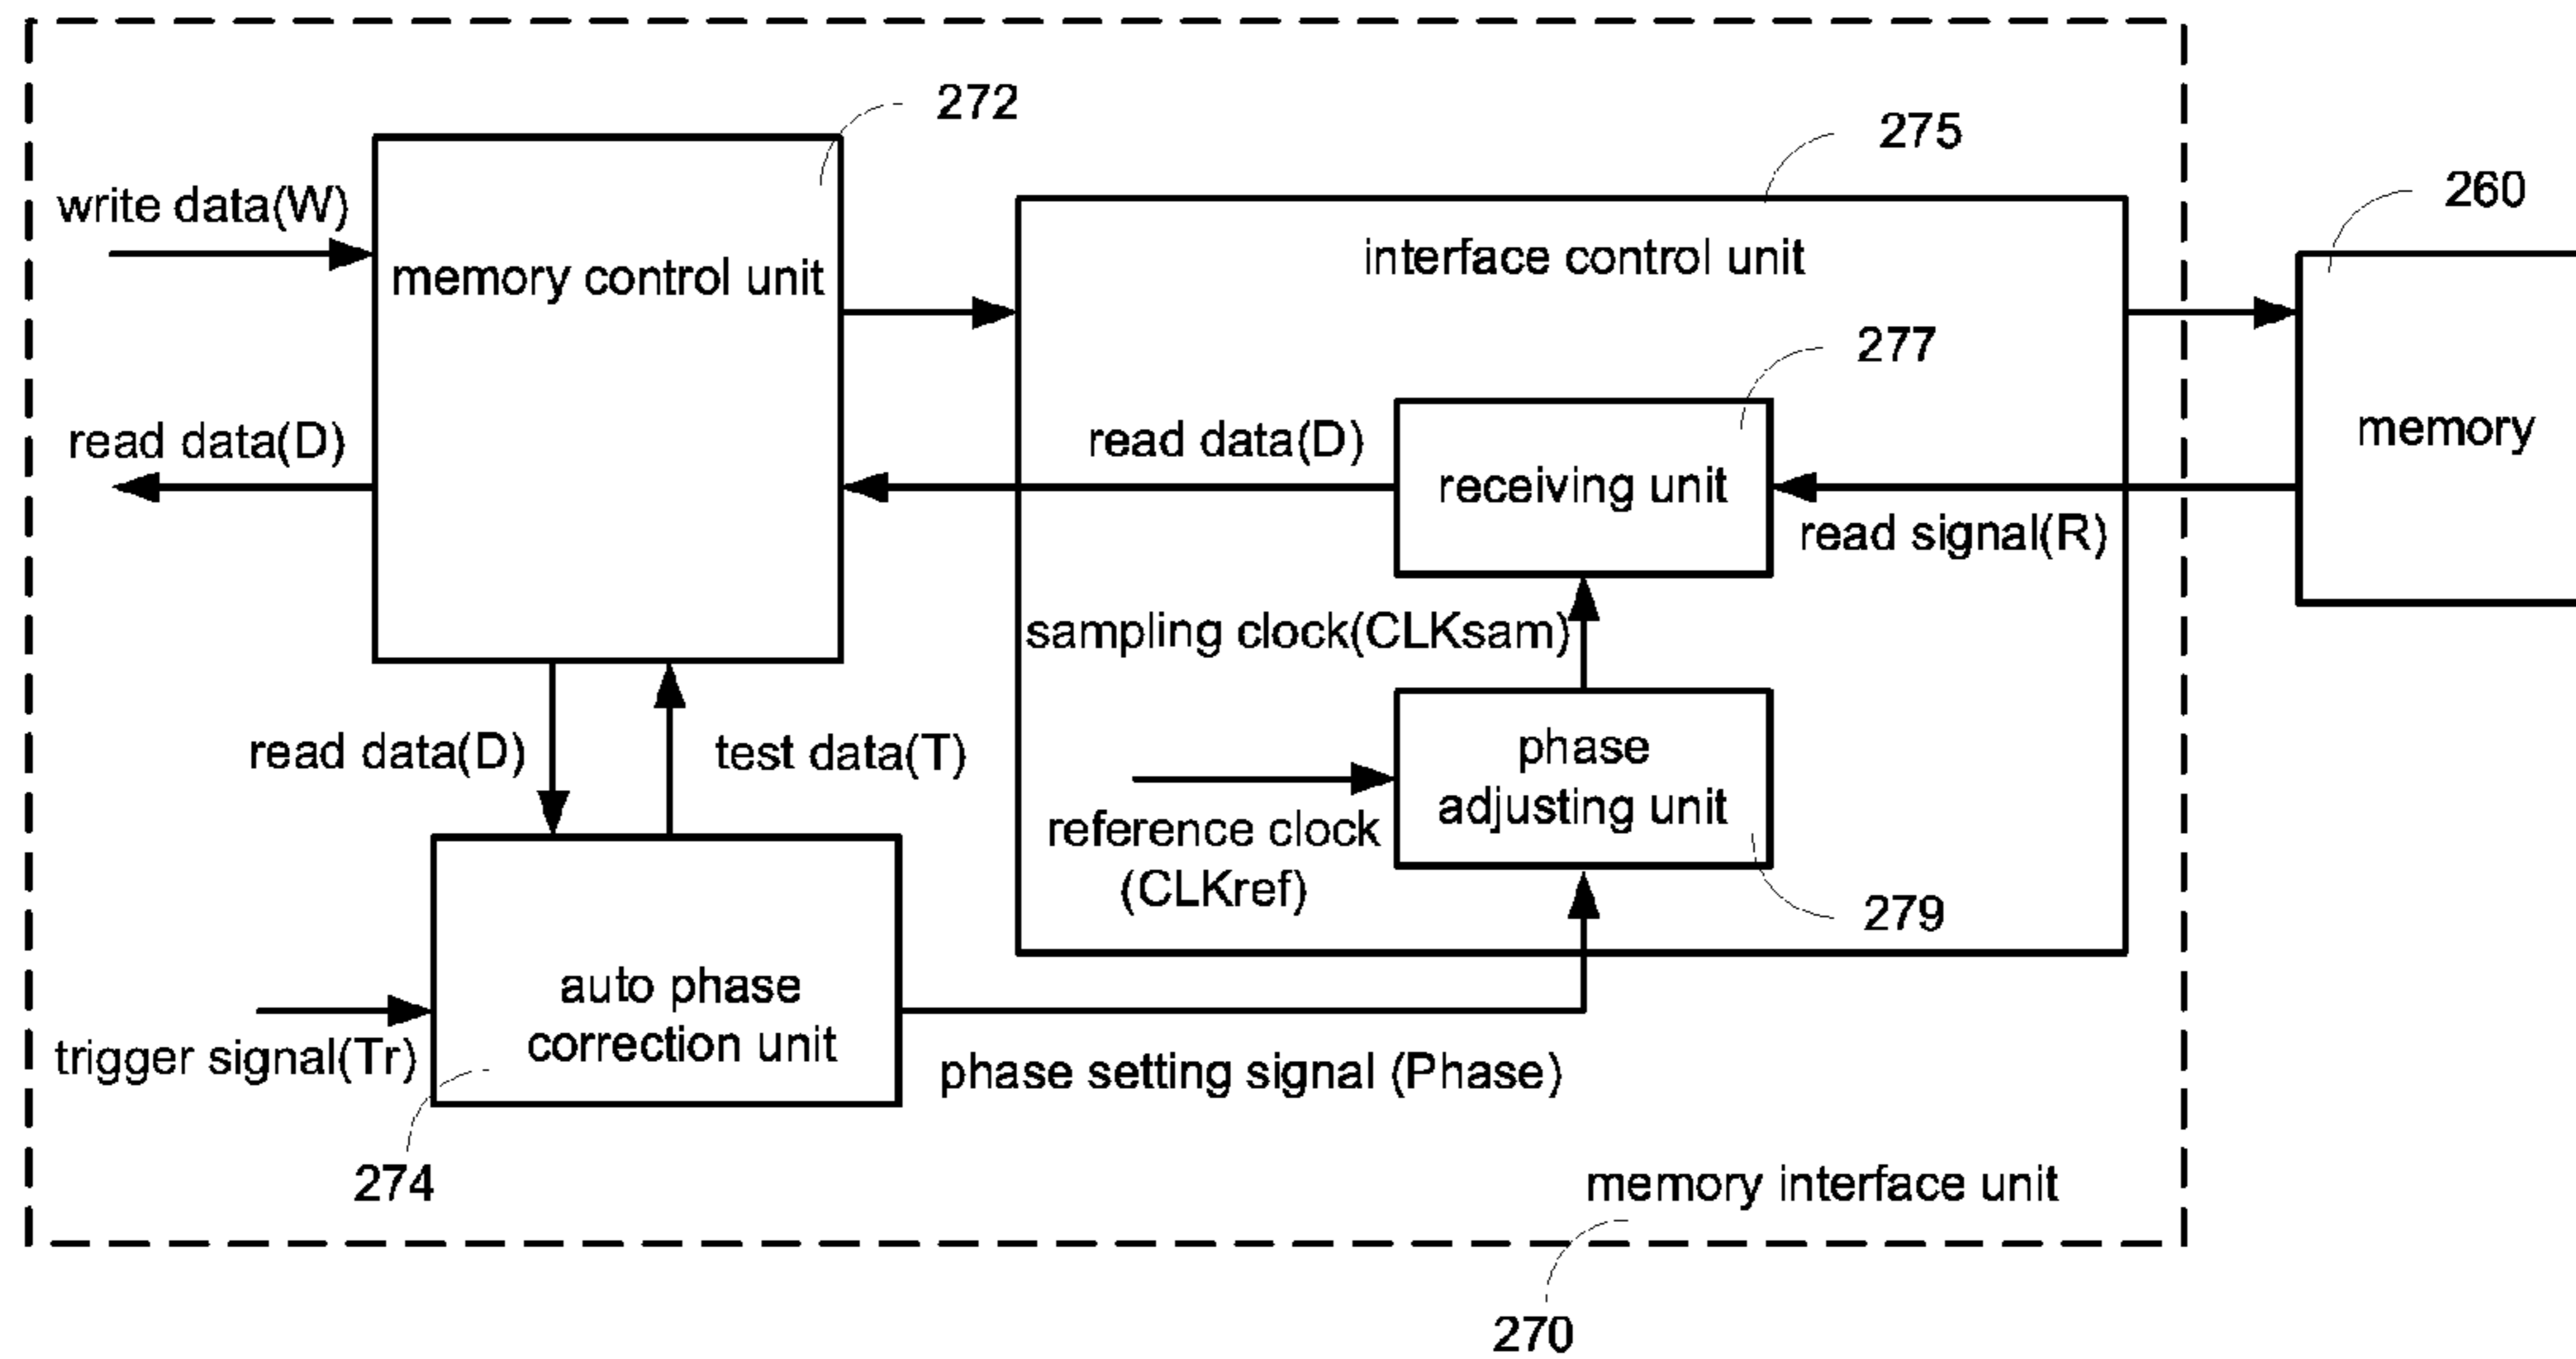 272
275
write data(W)
260
memory control unit
interface control unit
277
read data(D)
read data(D)
receiving unit
memory
read signal(R)
sampling clock(CLKsam)
read data(D)
test data(T)
phase
adjusting unit
reference clock
(CLKref)
279
auto phase
correction unit
trigger signal(Tr)
phase setting signal (Phase)
274
memory interface unit
270